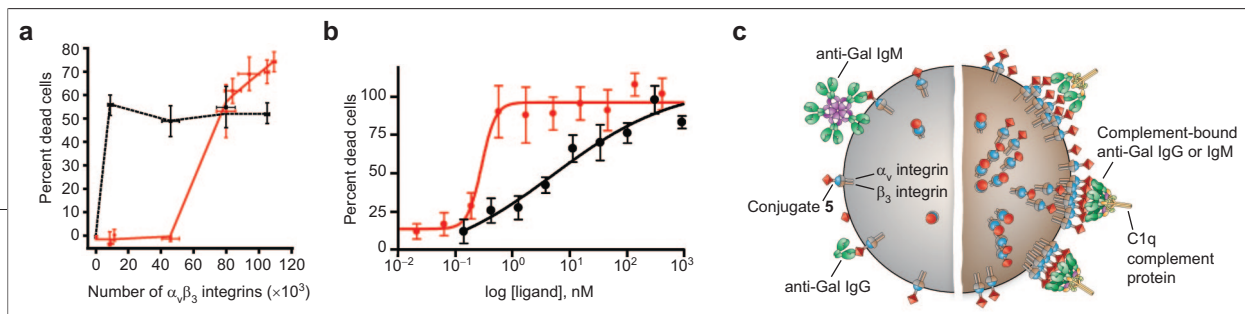 a
80
70
60
50
40
30
20
10
0
Percent dead cells
0 20 40 60 80 100 120
Number of αvβ3 integrins (×10³)
b
100
75
50
25
0
Percent dead cells
10⁻² 10⁻¹ 10⁰ 10¹ 10² 10³
log [ligand], nM
c
anti-Gal IgM
αv integrin
β3 integrin
Conjugate 5
anti-Gal IgG
Complement-bound
anti-Gal IgG or IgM
C1q
complement
protein